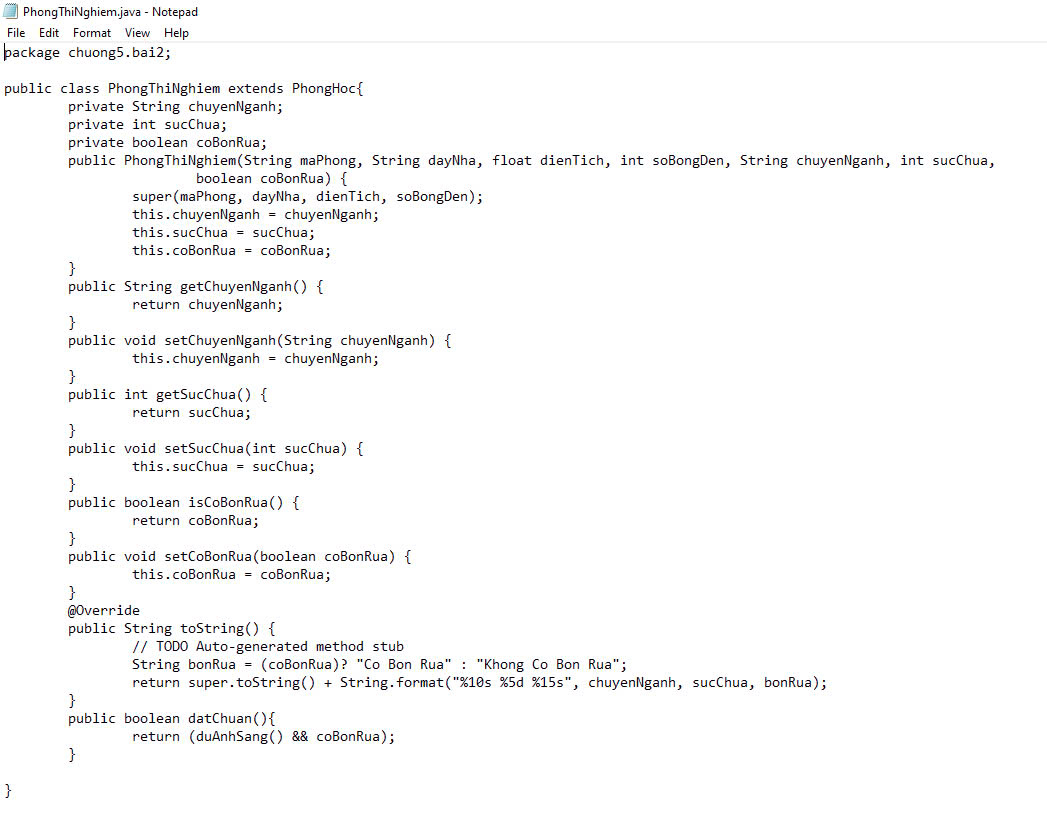 PhongThiNghiem.java - Notepad
File Edit Format View Help
package chuong5.bai2;
public class PhongThiNghiem extends PhongHoc{
private String chuyenNganh;
private int sucChua;
private boolean coBonRua;
public PhongThiNghiem(String maPhong, String dayNha, float dienTich, int soBongDen, String chuyenNganh, int sucChua,
boolean coBonRua) {
super(maPhong, dayNha, dienTich, soBongDen);
this.chuyenNganh = chuyenNganh;
this.sucChua = sucChua;
this.coBonRua = coBonRua;
}
public String getChuyenNganh() {
return chuyenNganh;
}
public void setChuyenNganh(String chuyenNganh) {
this.chuyenNganh = chuyenNganh;
}
public int getSucChua() {
return sucChua;
}
public void setSucChua(int sucChua) {
this.sucChua = sucChua;
}
public boolean isCoBonRua() {
return coBonRua;
}
public void setCoBonRua(boolean coBonRua) {
this.coBonRua = coBonRua;
}
@Override
public String toString() {
// TODO Auto-generated method stub
String bonRua = (coBonRua)? "Co Bon Rua" : "Khong Co Bon Rua";
return super.toString() + String.format("%10s %5d %15s", chuyenNganh, sucChua, bonRua);
}
public boolean datChuan(){
return (duAnhSang() && coBonRua);
}
}